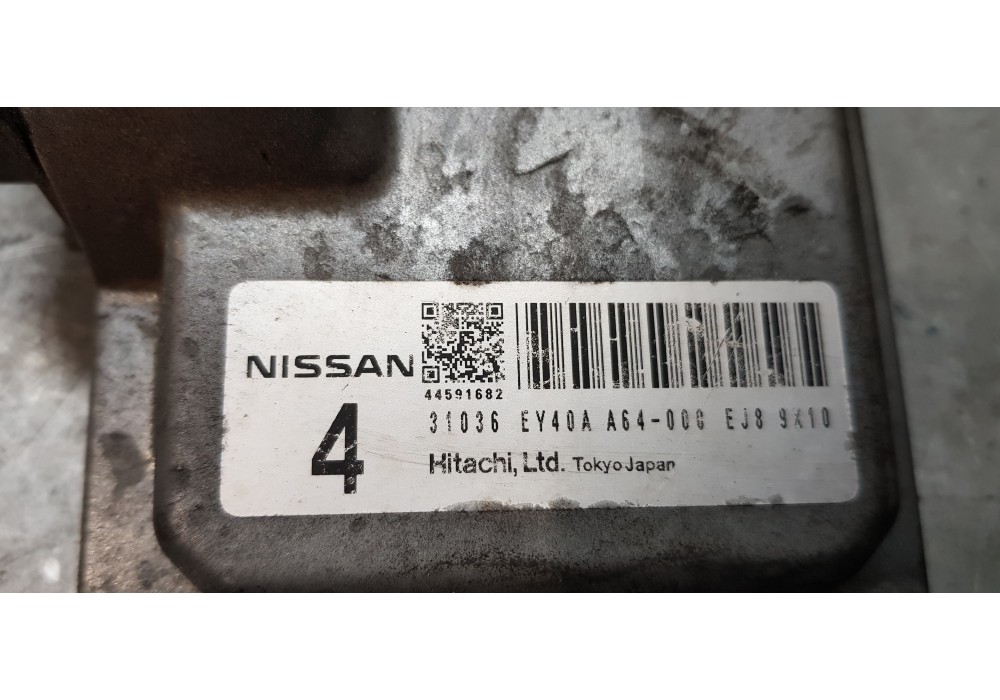 NISSAN
44591682
4
31036 EY40A A64-000 EJ8 9X10
Hitachi, Ltd. Tokyo Japan